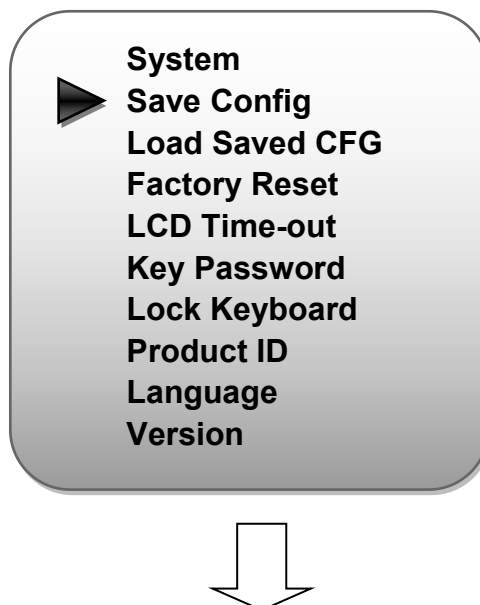 System
Save Config
Load Saved CFG
Factory Reset
LCD Time-out
Key Password
Lock Keyboard
Product ID
Language
Version